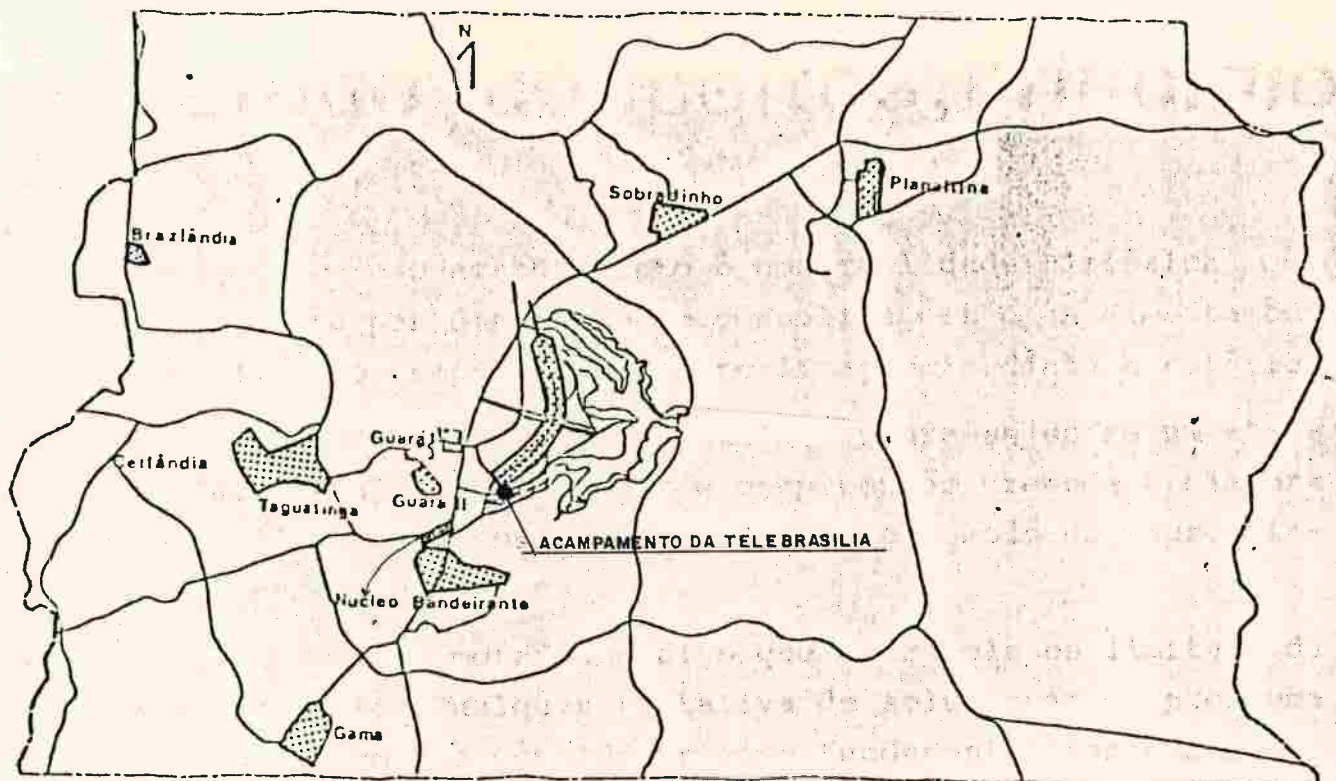 N
Sobradinho
Planaltina
Brazlândia
Guará I
Ceilândia
Taguatinga
Guará II
ACAMPAMENTO DA TELEBRASILIA
Núcleo Bandeirante
Gama